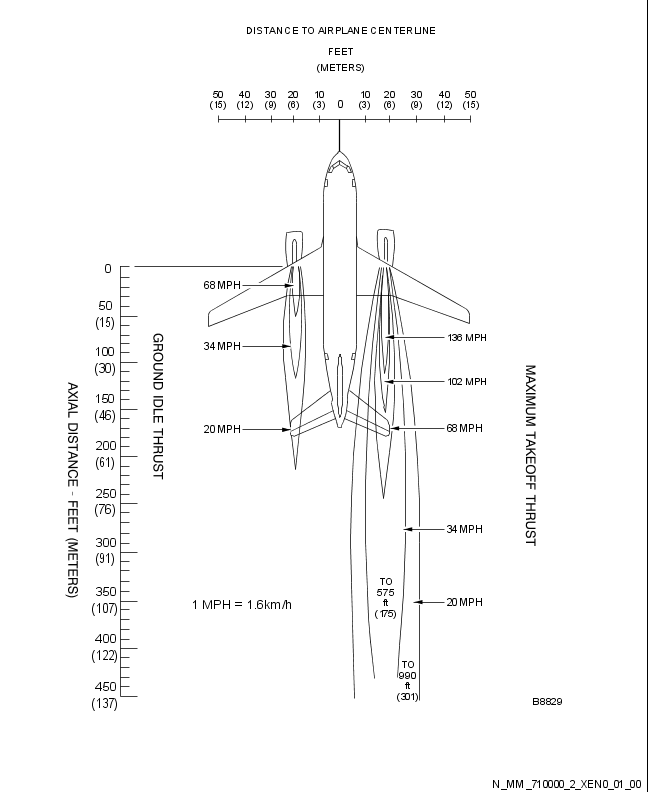 DISTANCE TO AIRPLANE CENTERLINE
FEET
(METERS)
50 40 30 20 10 0 10 20 30 40 50
(15) (12) (9) (6) (3) (3) (6) (9) (12) (15)
0
50
(15)
100
(30)
150
(46)
200
(61)
250
(76)
300
(91)
350
(107)
400
(122)
450
(137)
AXIAL DISTANCE - FEET (METERS)
GROUND IDLE THRUST
68 MPH
34 MPH
20 MPH
136 MPH
102 MPH
68 MPH
34 MPH
20 MPH
MAXIMUM TAKEOFF THRUST
TO
575
ft
(175)
1 MPH = 1.6km/h
TO
990
ft
(301)
B8829
N_MM_710000_2_XEN0_01_00